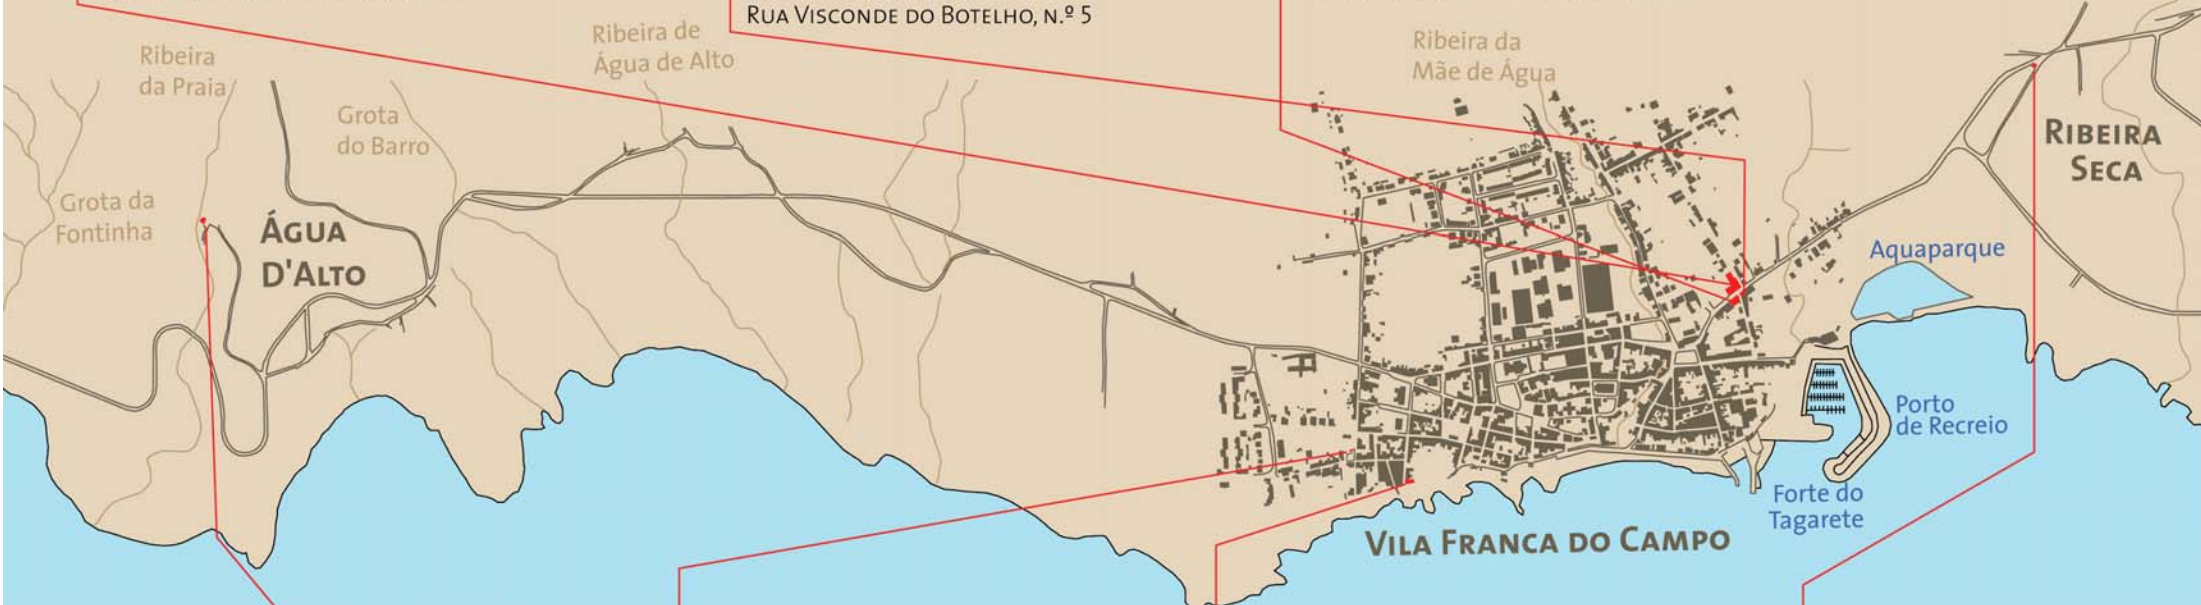 RUA VISCONDE DO BOTELHO, N.º 5
Ribeira
da Praia
Ribeira de
Água de Alto
Ribeira da
Mãe de Água
Grota
do Barro
RIBEIRA
SECA
Grota da
Fontinha
ÁGUA
D'ALTO
Aquaparque
Porto
de Recreio
Forte do
Tagarete
VILA FRANCA DO CAMPO